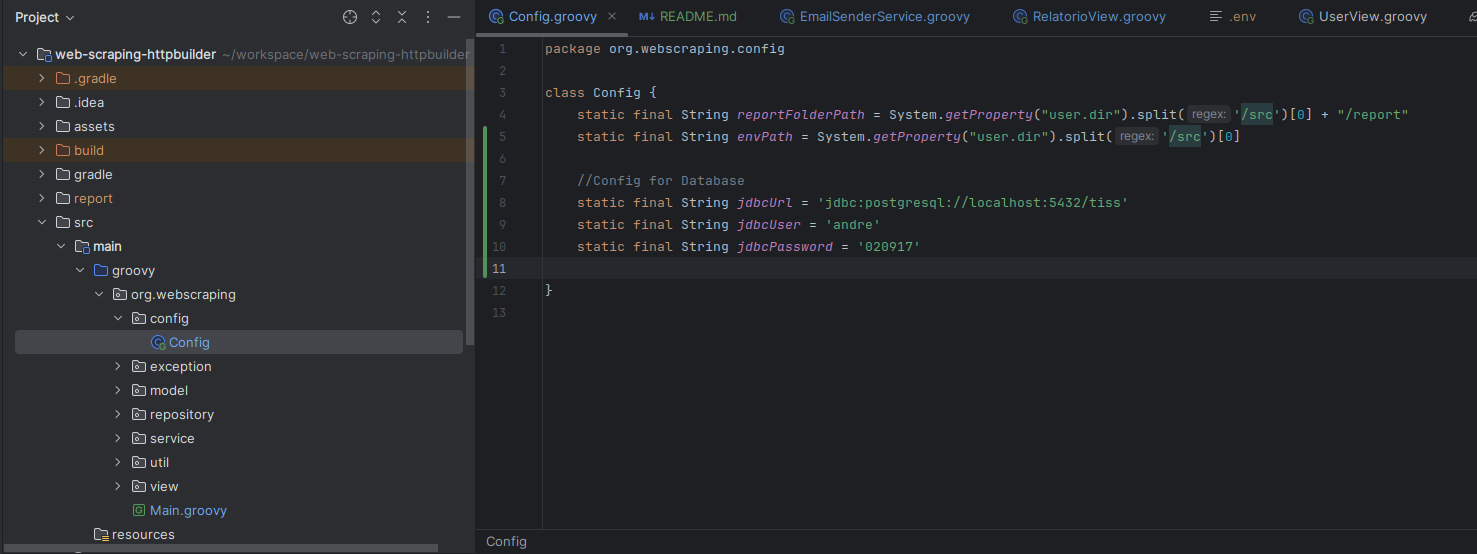 Project
web-scraping-httpbuilder ~/workspace/web-scraping-httpbuilder
.gradle
.idea
assets
build
gradle
report
src
main
groovy
org.webscraping
config
Config
exception
model
repository
service
util
view
Main.groovy
resources
Config.groovy README.md EmailSenderService.groovy RelatorioView.groovy .env UserView.groovy
1 package org.webscraping.config
2
3 class Config {
4 static final String reportFolderPath = System.getProperty("user.dir").split( regex: '/src')[0] + "/report"
5 static final String envPath = System.getProperty("user.dir").split( regex: '/src')[0]
6
7 //Config for Database
8 static final String jdbcUrl = 'jdbc:postgresql://localhost:5432/tiss'
9 static final String jdbcUser = 'andre'
10 static final String jdbcPassword = '020917'
11
12 }
13
Config